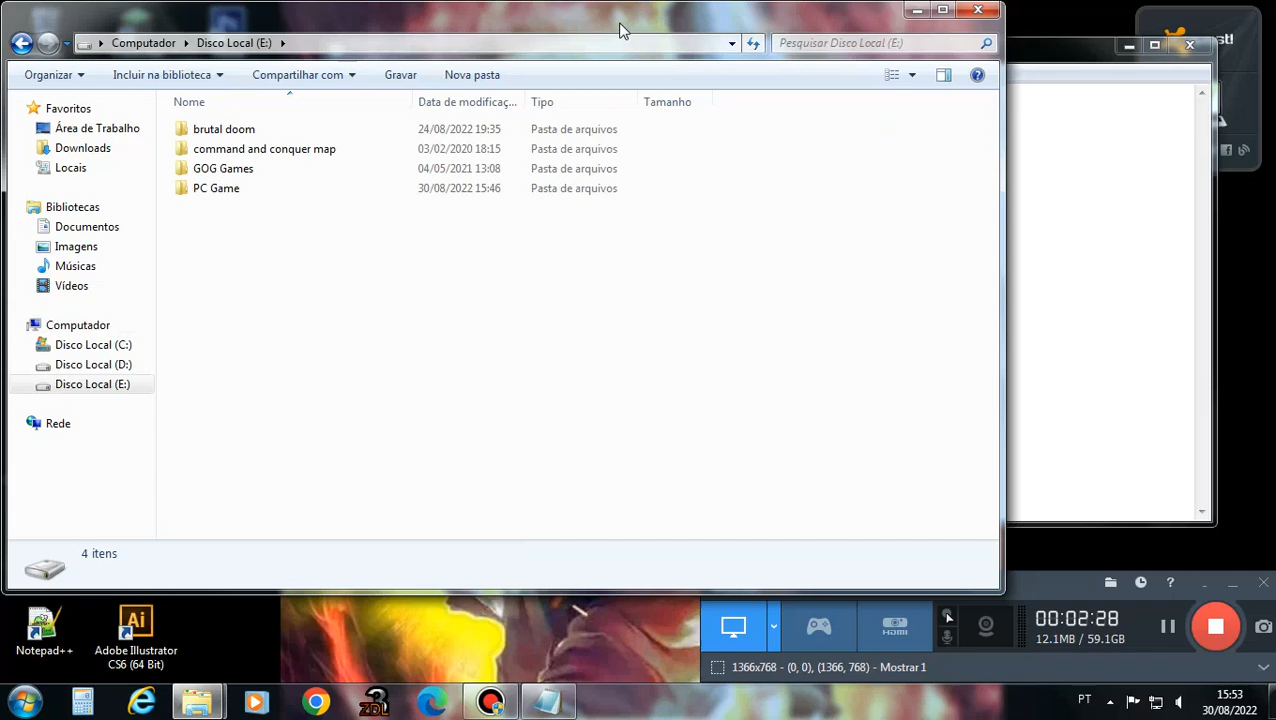 Computador Disco Local (E:)
Pesquisar Disco Local (E:)
Organizar Incluir na biblioteca Compartilhar com Gravar Nova pasta
Nome Data de modificaç... Tipo Tamanho
Favoritos
Área de Trabalho
Downloads
Locais
Bibliotecas
Documentos
Imagens
Músicas
Vídeos
Computador
Disco Local (C:)
Disco Local (D:)
Disco Local (E:)
Rede
brutal doom 24/08/2022 19:35 Pasta de arquivos
command and conquer map 03/02/2020 18:15 Pasta de arquivos
GOG Games 04/05/2021 13:08 Pasta de arquivos
PC Game 30/08/2022 15:46 Pasta de arquivos
4 itens
Notepad++
Ai
Adobe Illustrator
CS6 (64 Bit)
HDMI
00:02:28
12.1MB / 59.1GB
1366x768 - (0, 0), (1366, 768) - Mostrar1
3
ZDL
PT
15:53
30/08/2022